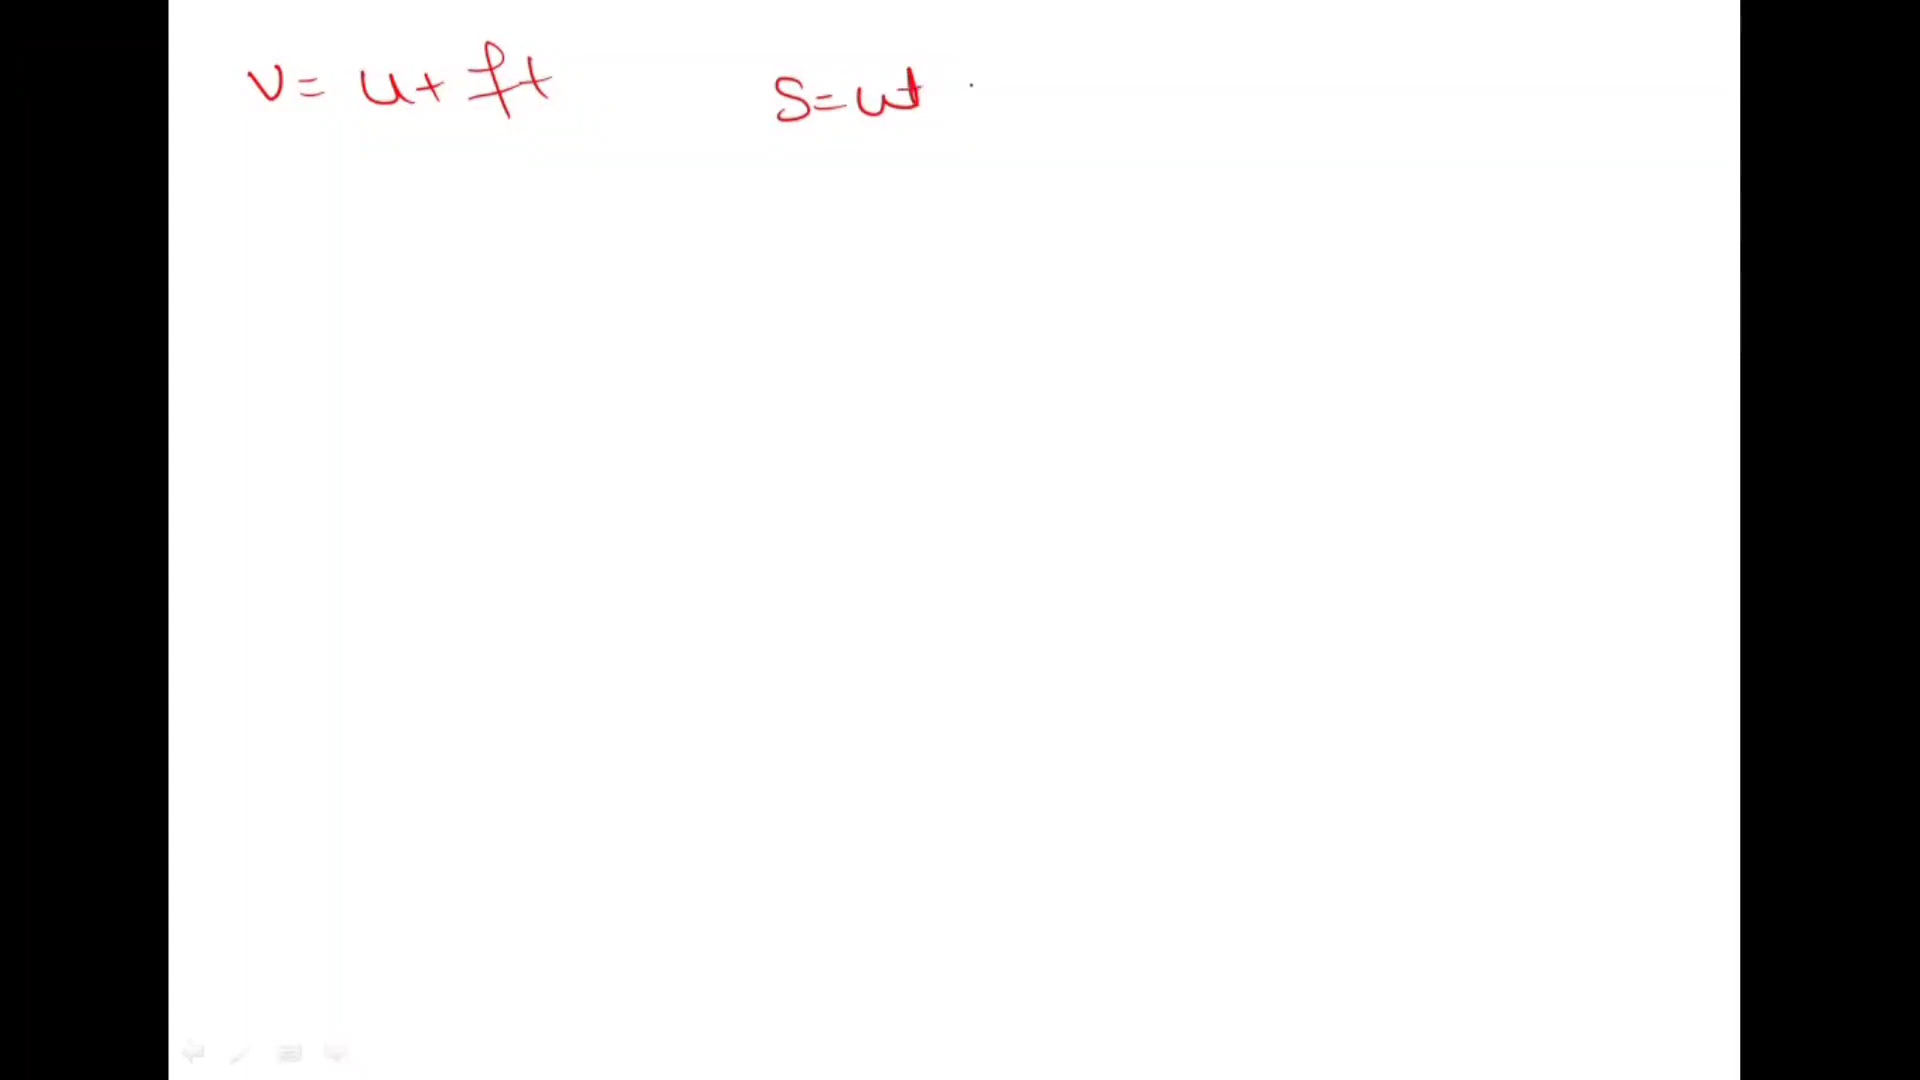 v = u + ft
s = ut